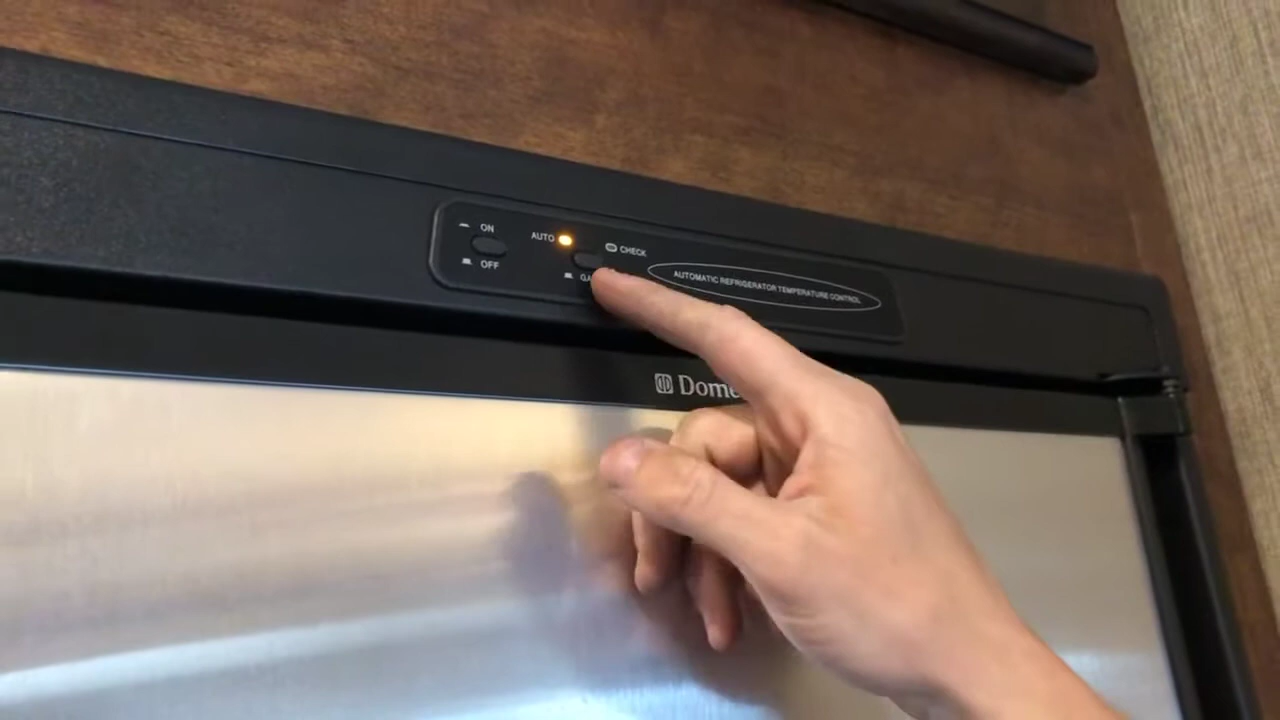 ON
OFF
AUTO
CHECK
AUTOMATIC REFRIGERATOR TEMPERATURE CONTROL